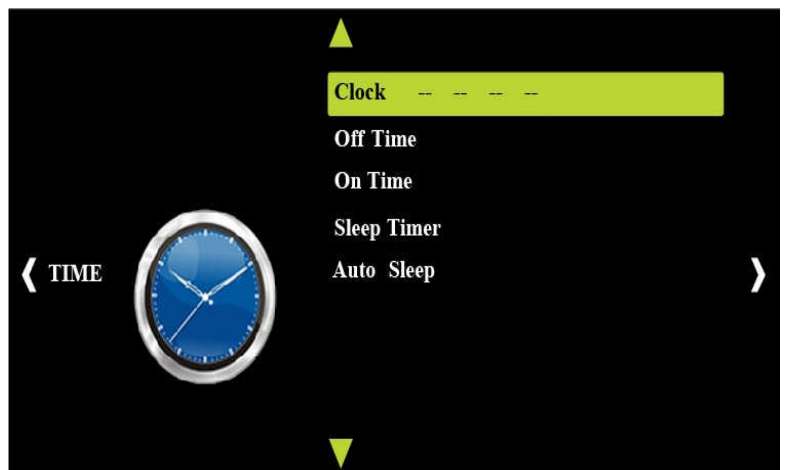 Clock -- -- -- --
Off Time
On Time
Sleep Timer
TIME
Auto Sleep